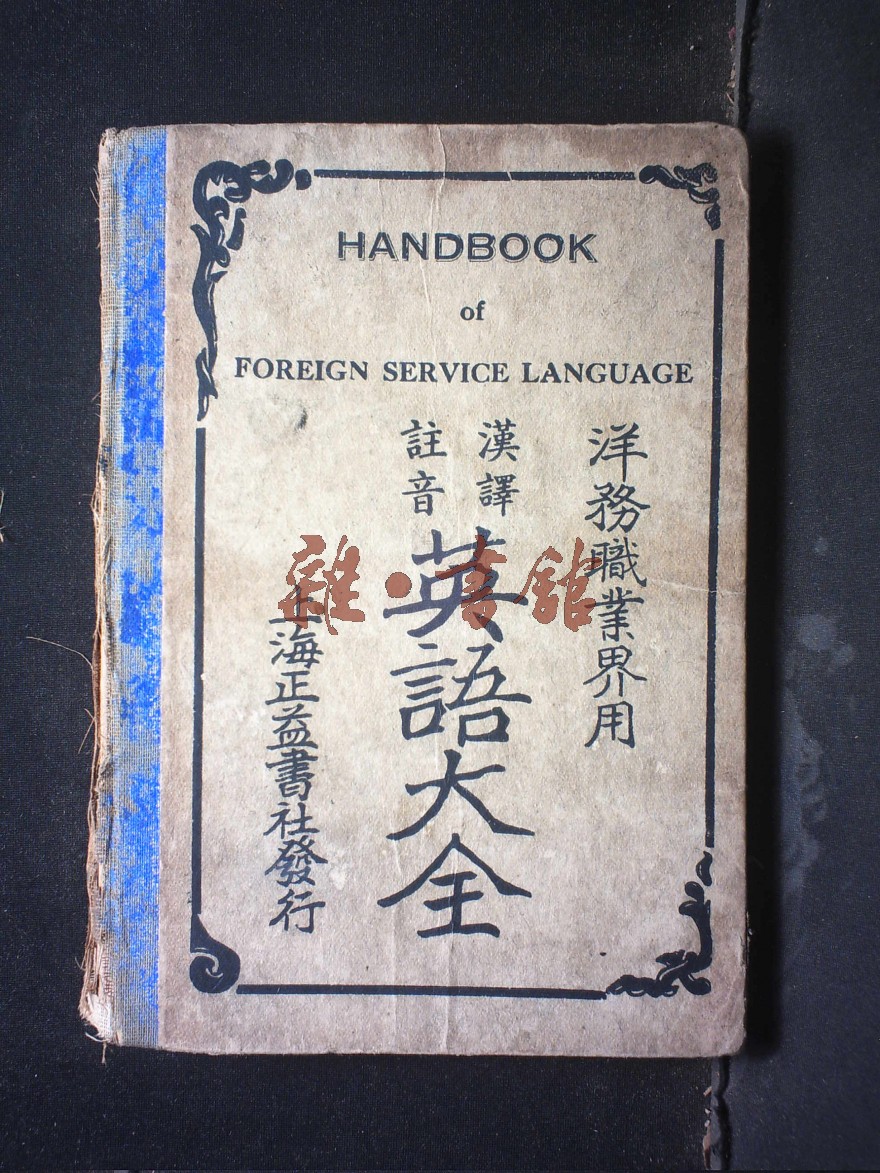 HANDBOOK
of
FOREIGN SERVICE LANGUAGE
洋務職業界用
漢譯
註音
英語大全
上海正益書社發行
雜·書館